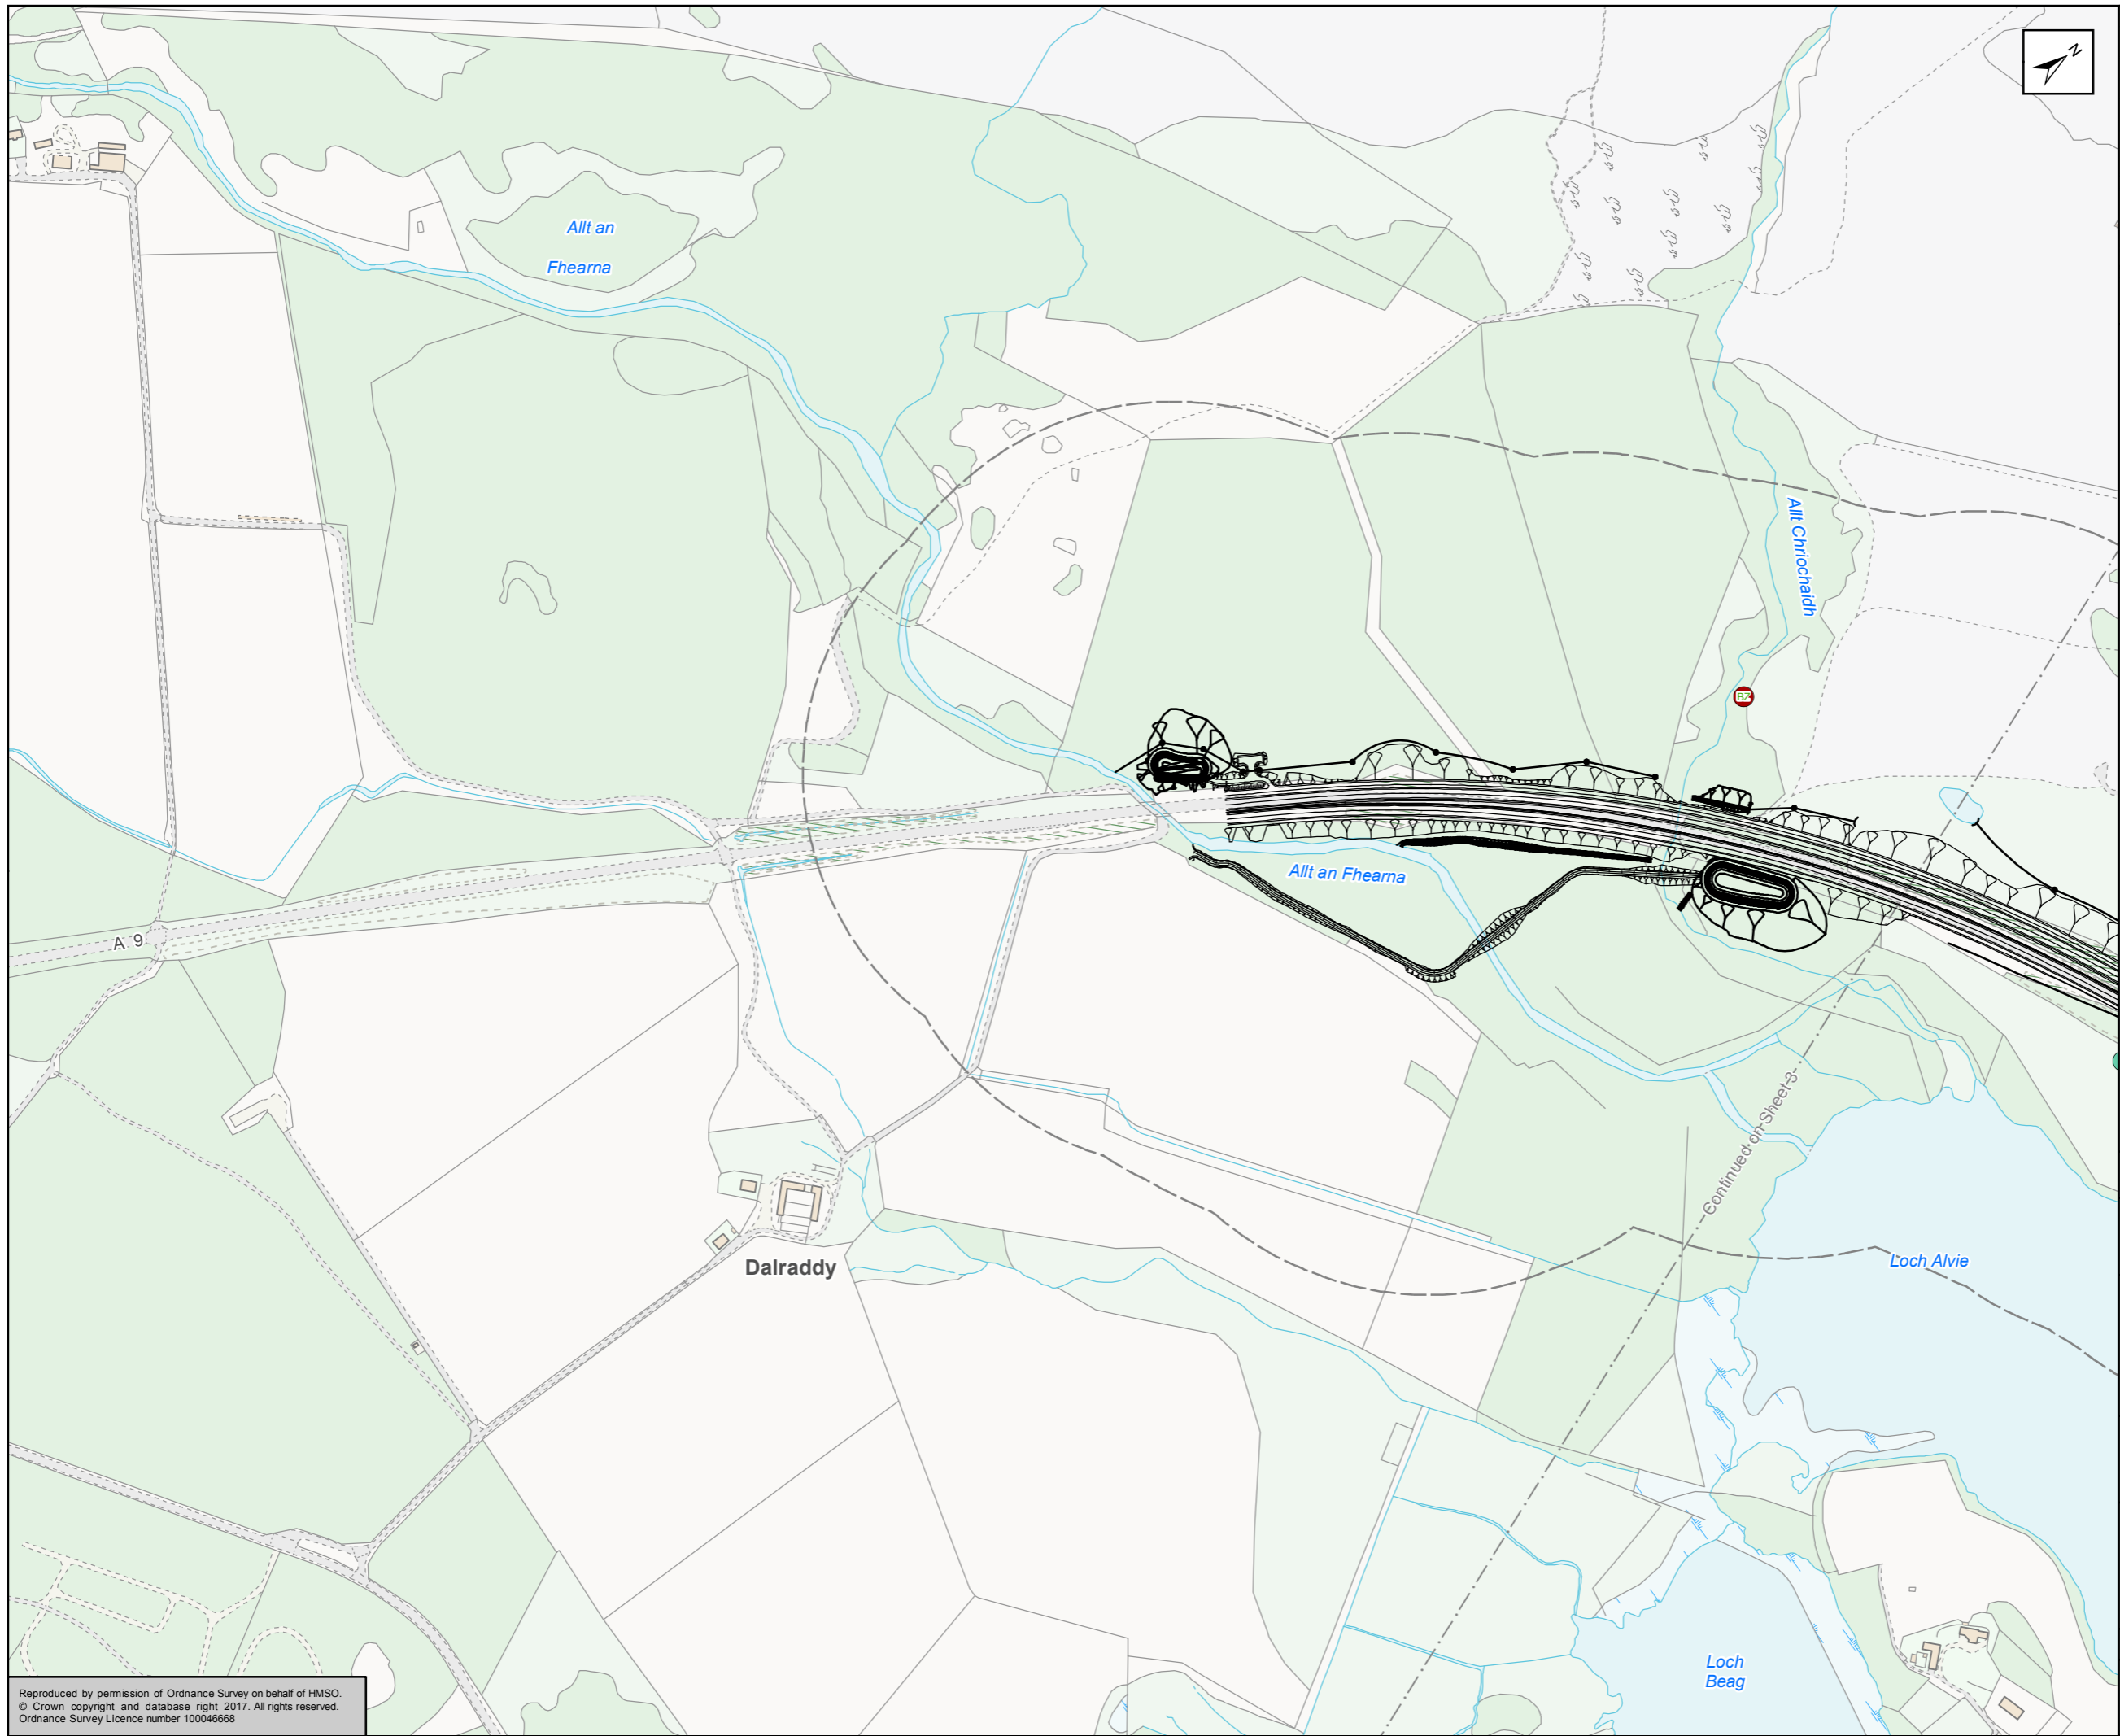 N
Allt an
Fhearna
Allt Chriochaidh
BZ
Allt an Fhearna
A 9
Continued on Sheet 3
Dalraddy
Loch Alvie
Loch
Beag
Reproduced by permission of Ordnance Survey on behalf of HMSO.
© Crown copyright and database right 2017. All rights reserved.
Ordnance Survey Licence number 100046668